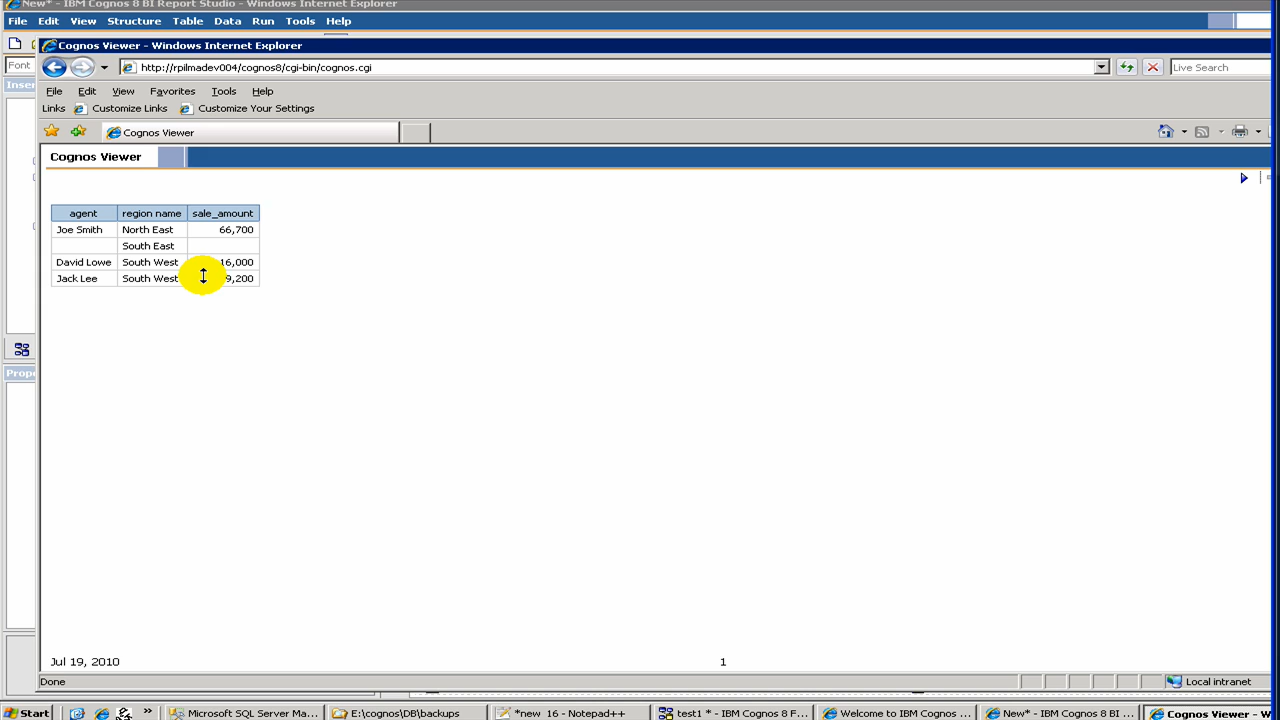 New* - IBM Cognos 8 BI Report Studio - Windows Internet Explorer
File Edit View Structure Table Data Run Tools Help
Cognos Viewer - Windows Internet Explorer
Font
http://rpilmadev004/cognos8/cgi-bin/cognos.cgi
Live Search
File Edit View Favorites Tools Help
Links Customize Links Customize Your Settings
Cognos Viewer
Cognos Viewer
agent region name sale_amount
Joe Smith North East 66,700
South East
David Lowe South West 16,000
Jack Lee South West 9,200
Jul 19, 2010 1
Done Local intranet
Start » Microsoft SQL Server Ma... E:\cognos\DB\backups *new 16 - Notepad++ test1 * - IBM Cognos 8 F... Welcome to IBM Cognos ... New* - IBM Cognos 8 BI ... Cognos Viewer - W